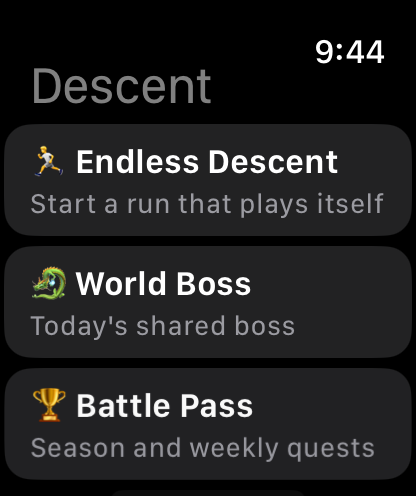 9:44
Descent
Endless Descent
Start a run that plays itself
World Boss
Today's shared boss
Battle Pass
Season and weekly quests